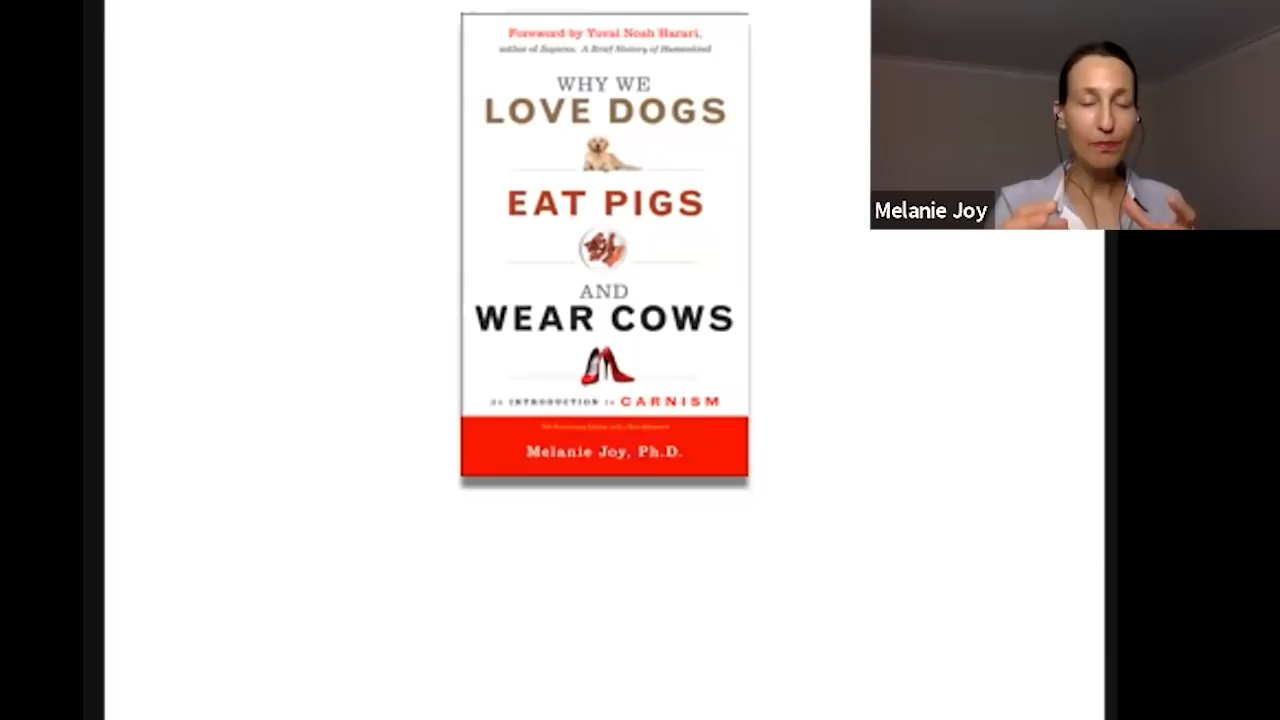 Foreword by Yuval Noah Harari,
author of Sapiens: A Brief History of Humankind
WHY WE
LOVE DOGS
EAT PIGS
AND
WEAR COWS
An INTRODUCTION to CARNISM
Melanie Joy, Ph.D.
Melanie Joy